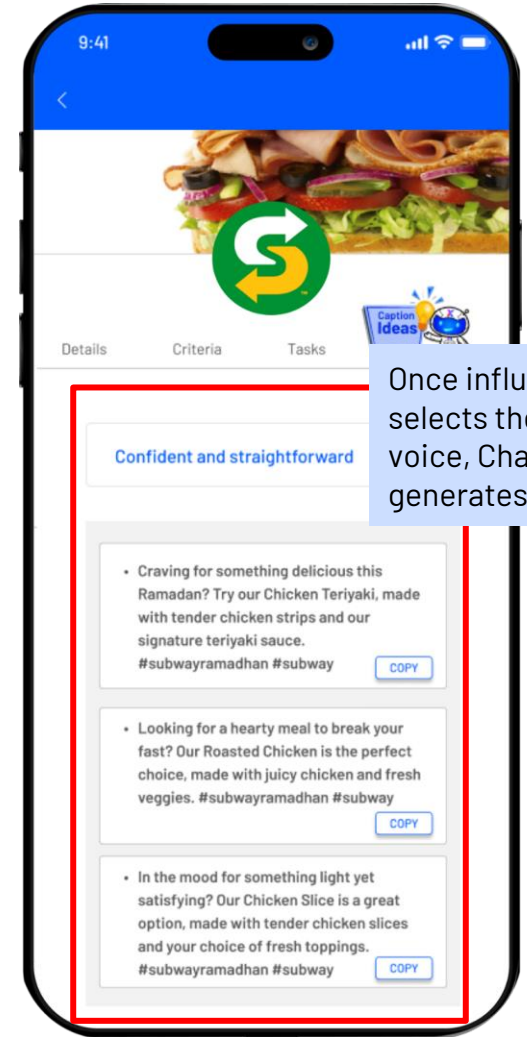 9:41
Caption
Ideas
Details Criteria Tasks
Once influ
selects the
voice, Cha
generates
Confident and straightforward
• Craving for something delicious this
Ramadan? Try our Chicken Teriyaki, made
with tender chicken strips and our
signature teriyaki sauce.
#subwayramadhan #subway
COPY
• Looking for a hearty meal to break your
fast? Our Roasted Chicken is the perfect
choice, made with juicy chicken and fresh
veggies. #subwayramadhan #subway
COPY
• In the mood for something light yet
satisfying? Our Chicken Slice is a great
option, made with tender chicken slices
and your choice of fresh toppings.
#subwayramadhan #subway
COPY